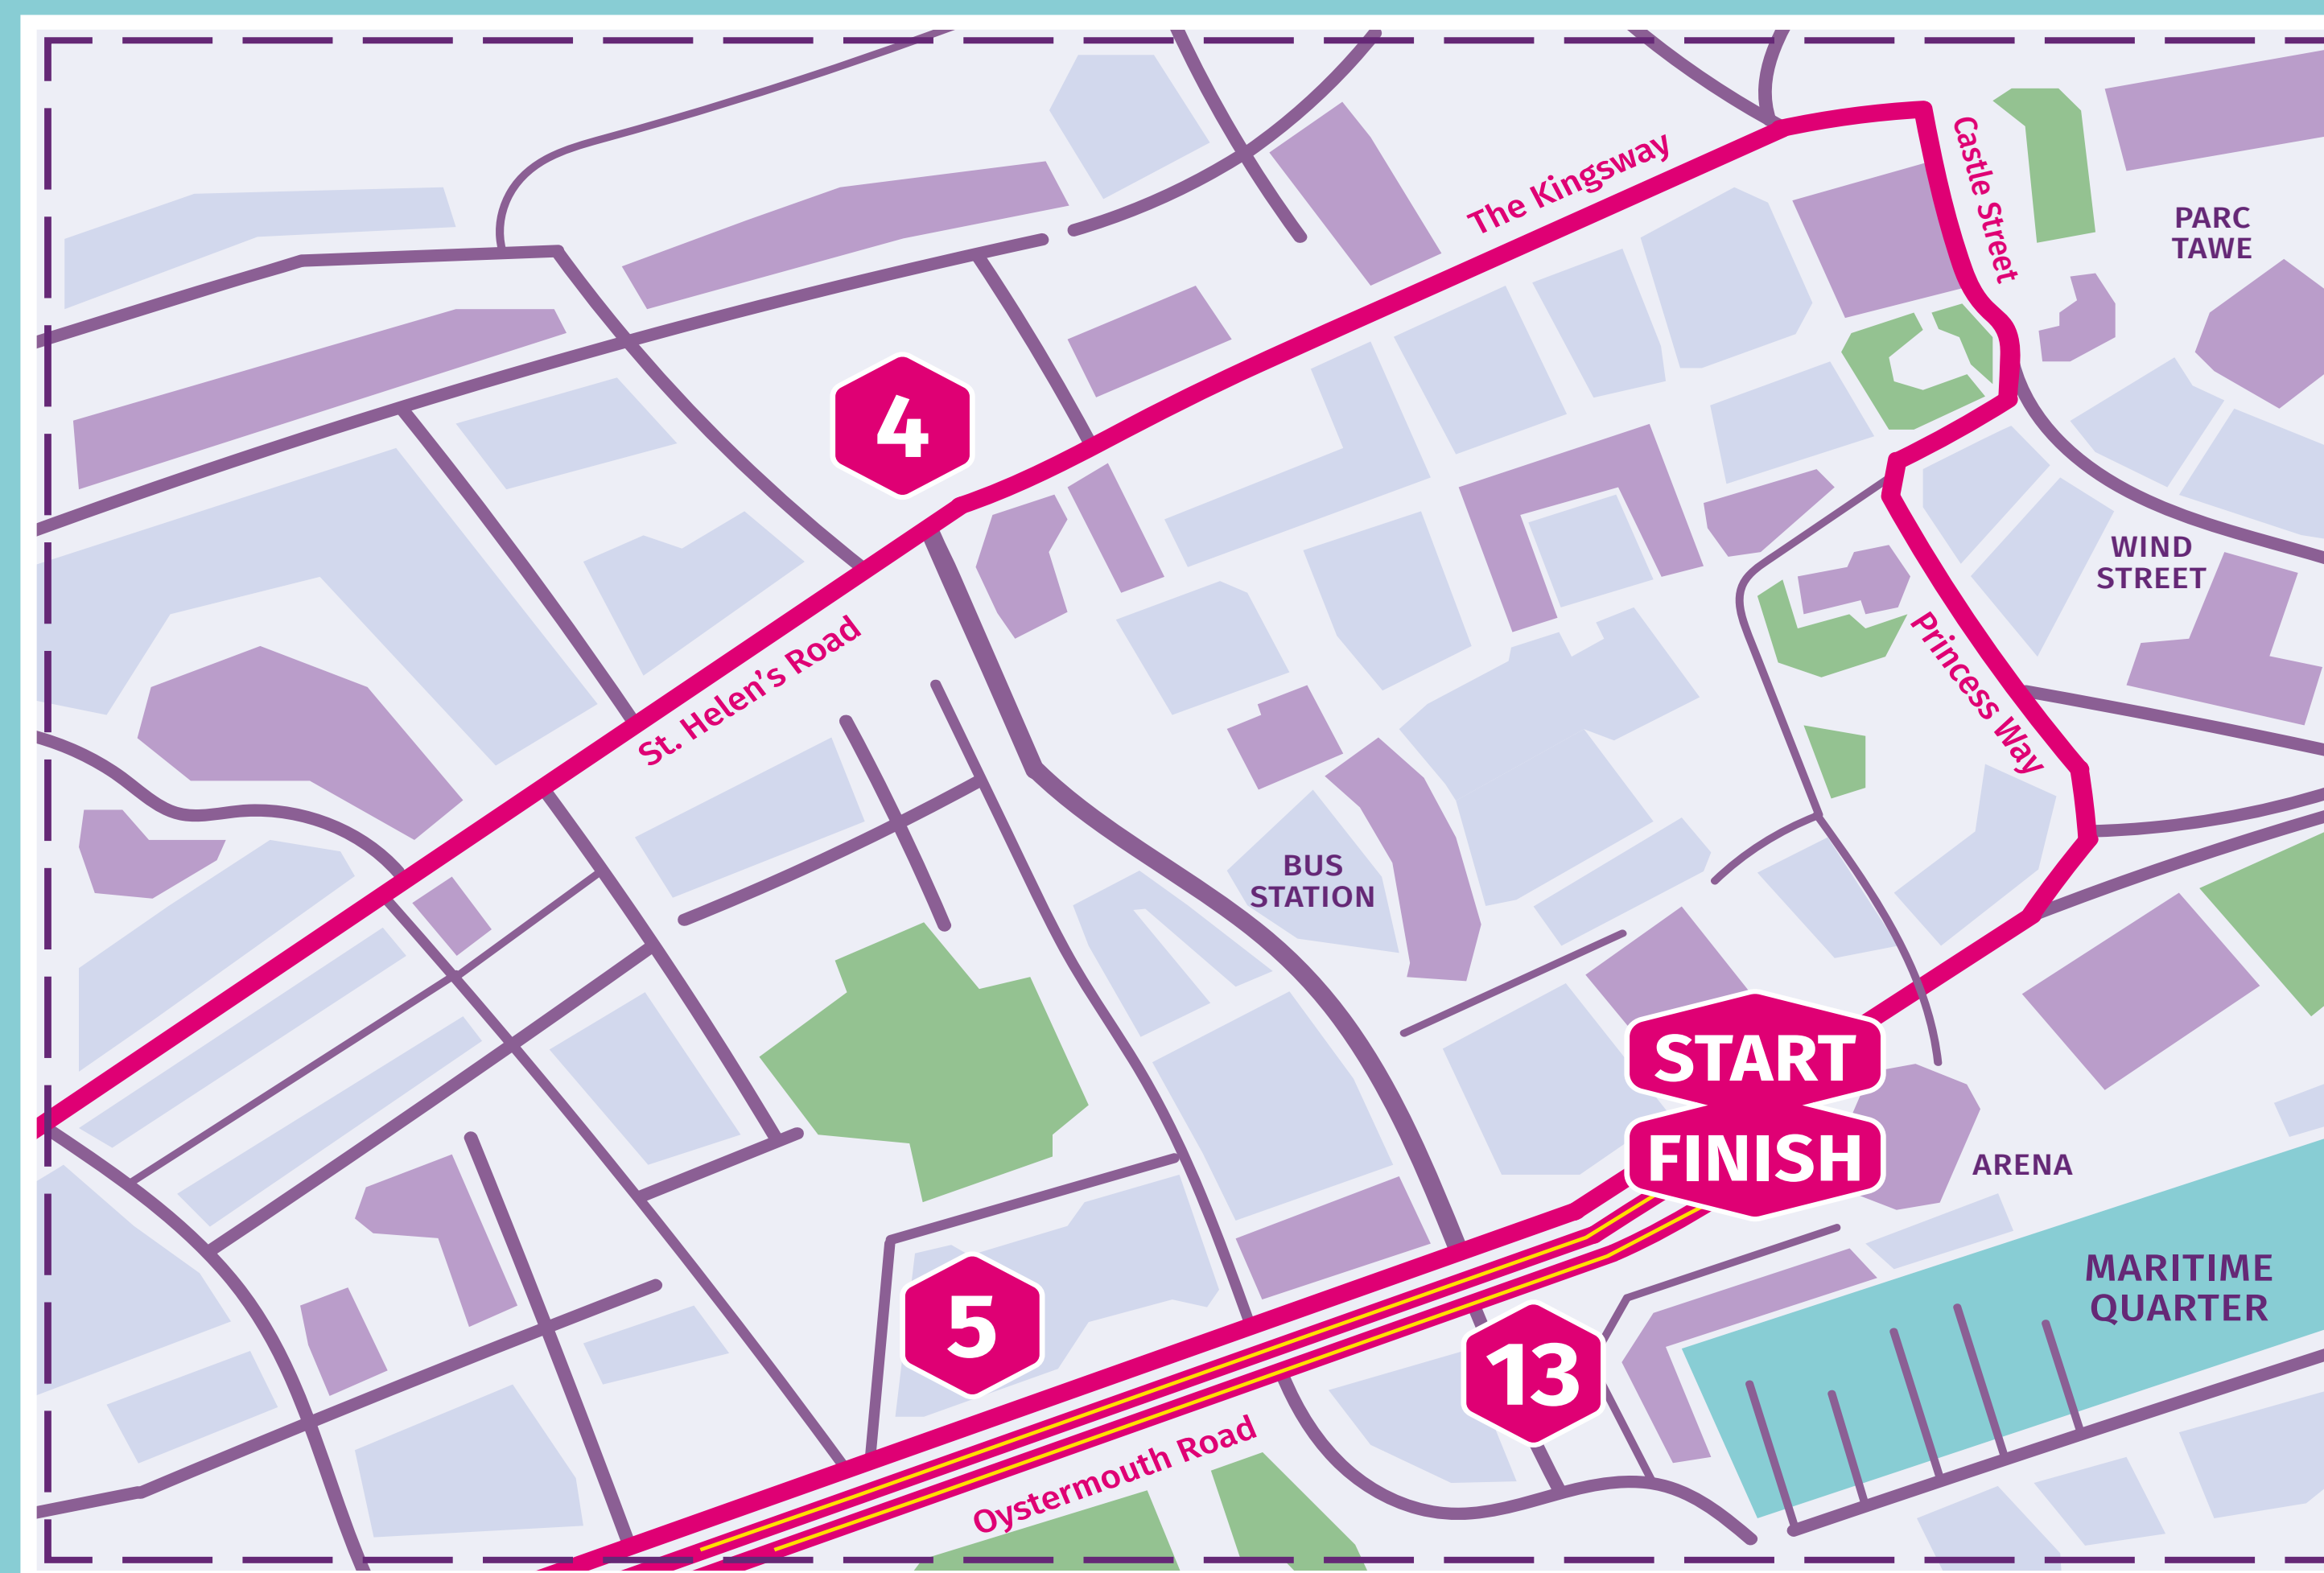 The Kingsway
Castle Street
PARC
TAWE
4
WIND
STREET
St. Helen’s Road
Princess Way
BUS
STATION
START
FINISH
ARENA
MARITIME
QUARTER
5
13
Oystermouth Road